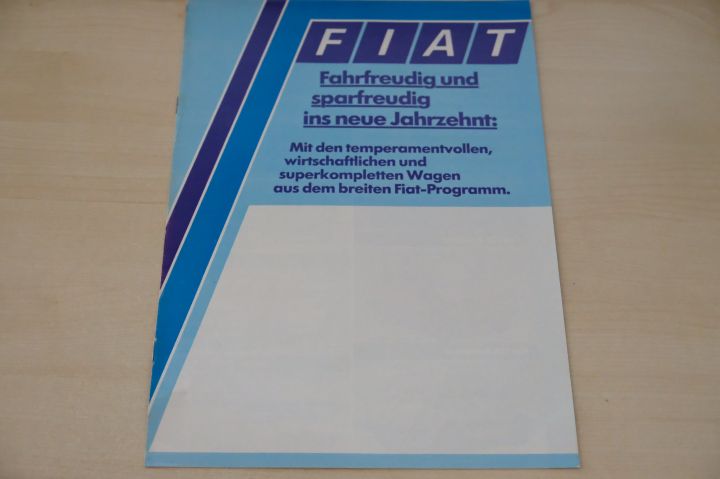 FIAT
Fahrfreudig und
sparfreudig
ins neue Jahrzehnt:
Mit den temperamentvollen,
wirtschaftlichen und
superkompletten Wagen
aus dem breiten Fiat-Programm.